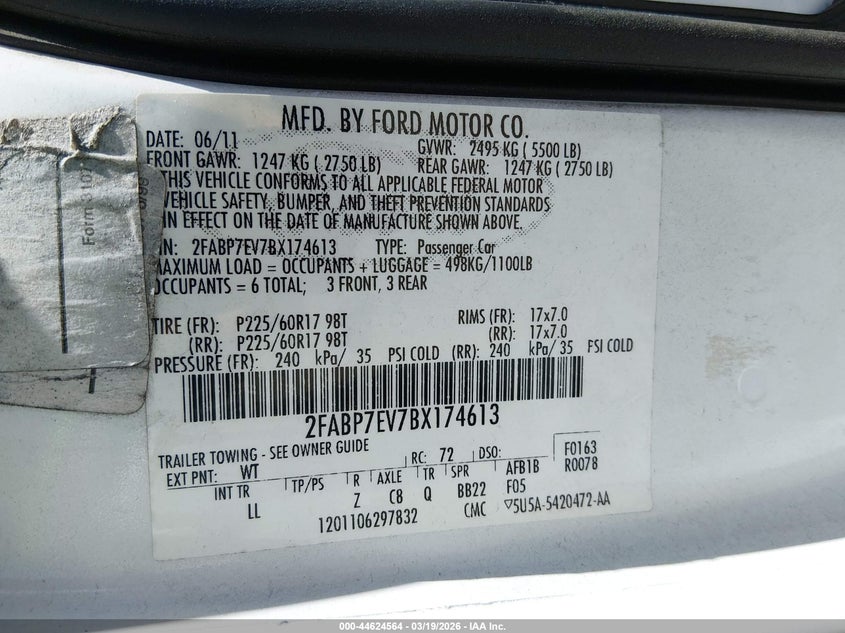 MFD. BY FORD MOTOR CO.
DATE: 06/11 GVWR: 2495 KG ( 5500 LB)
FRONT GAWR: 1247 KG ( 2750 LB) REAR GAWR: 1247 KG ( 2750 LB)
THIS VEHICLE CONFORMS TO ALL APPLICABLE FEDERAL MOTOR
VEHICLE SAFETY, BUMPER, AND THEFT PREVENTION STANDARDS
IN EFFECT ON THE DATE OF MANUFACTURE SHOWN ABOVE.
IN: 2FABP7EV7BX174613 TYPE: Passenger Car
MAXIMUM LOAD = OCCUPANTS + LUGGAGE = 498KG/1100LB
OCCUPANTS = 6 TOTAL; 3 FRONT, 3 REAR
TIRE (FR): P225/60R17 98T RIMS (FR): 17x7.0
(RR): P225/60R17 98T (RR): 17x7.0
PRESSURE (FR): 240 kPa/ 35 PSI COLD (RR): 240 kPa/ 35 PSI COLD
2FABP7EV7BX174613
TRAILER TOWING - SEE OWNER GUIDE
EXT PNT: WT RC: 72 DSO: F0163
R0078
INT TR TP/PS R AXLE TR SPR AFB1B
LL Z C8 Q BB22 F05
1201106297832 CMC ▽5U5A-5420472-AA
Form 3107
000-44624564 — 03/19/2026 — IAA Inc.